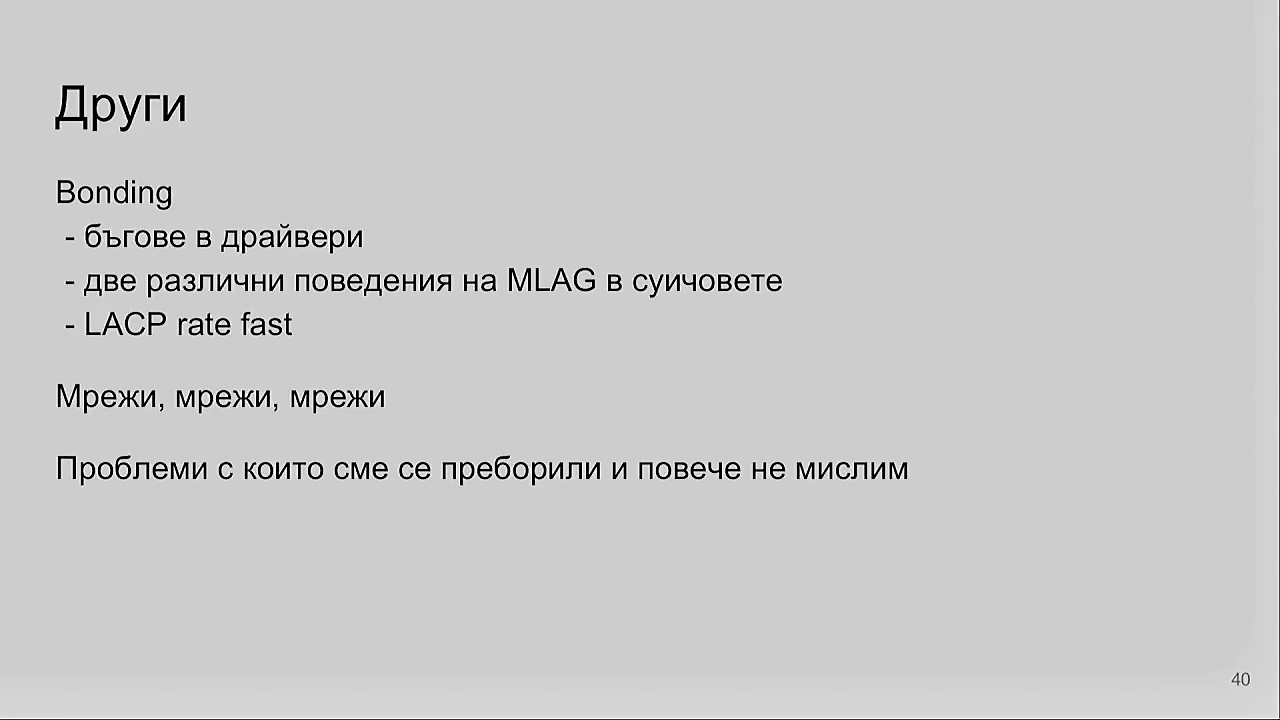 Други
Bonding
- бъгове в драйвери
- две различни поведения на MLAG в суичовете
- LACP rate fast
Мрежи, мрежи, мрежи
Проблеми с които сме се преборили и повече не мислим
40